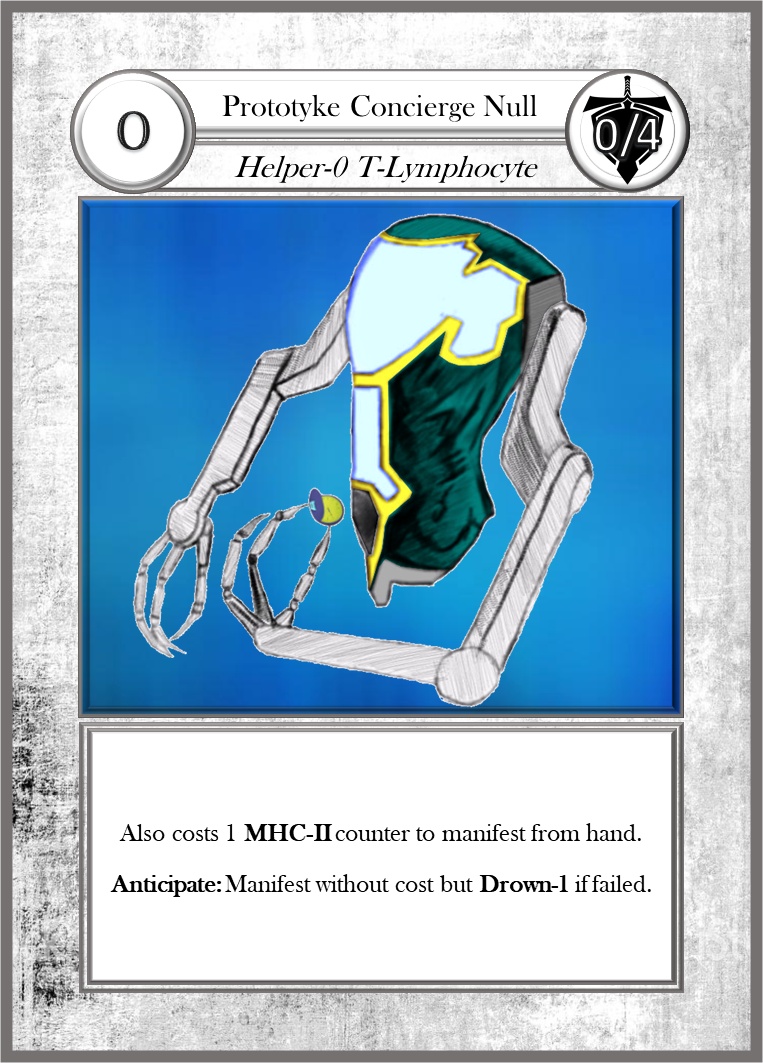 0
Prototyke Concierge Null
0/4
Helper-0 T-Lymphocyte
Also costs 1 MHC-II counter to manifest from hand.
Anticipate: Manifest without cost but Drown-1 if failed.